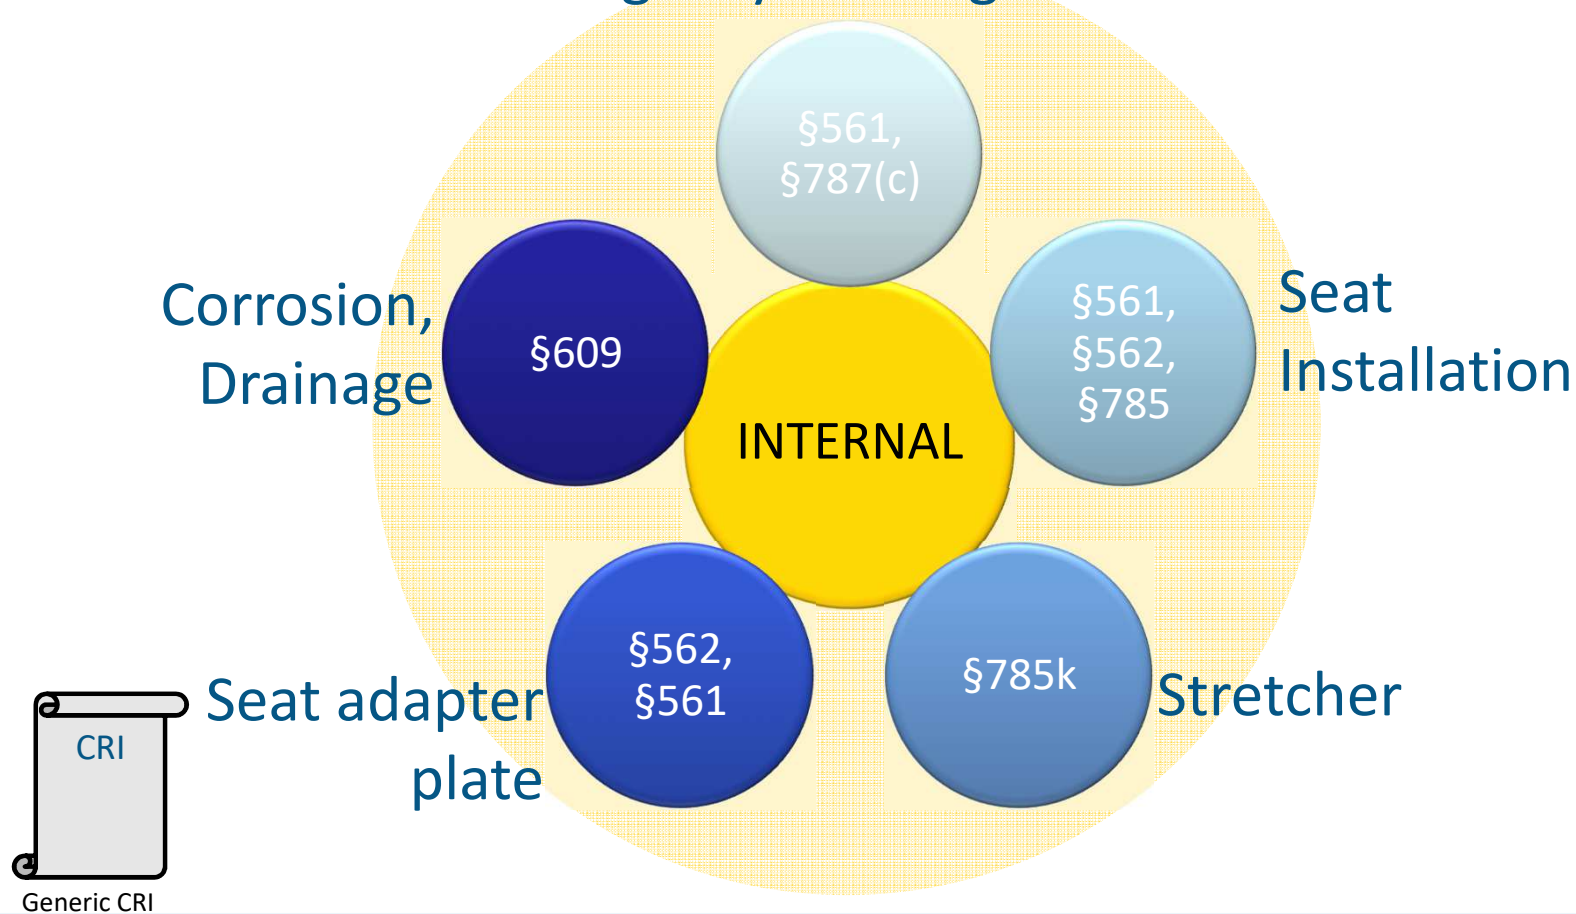 §561,
§787(c)
Corrosion,
Drainage
§609
§561,
§562,
§785
Seat
Installation
INTERNAL
Seat adapter
plate
§562,
§561
§785k
Stretcher
CRI
Generic CRI